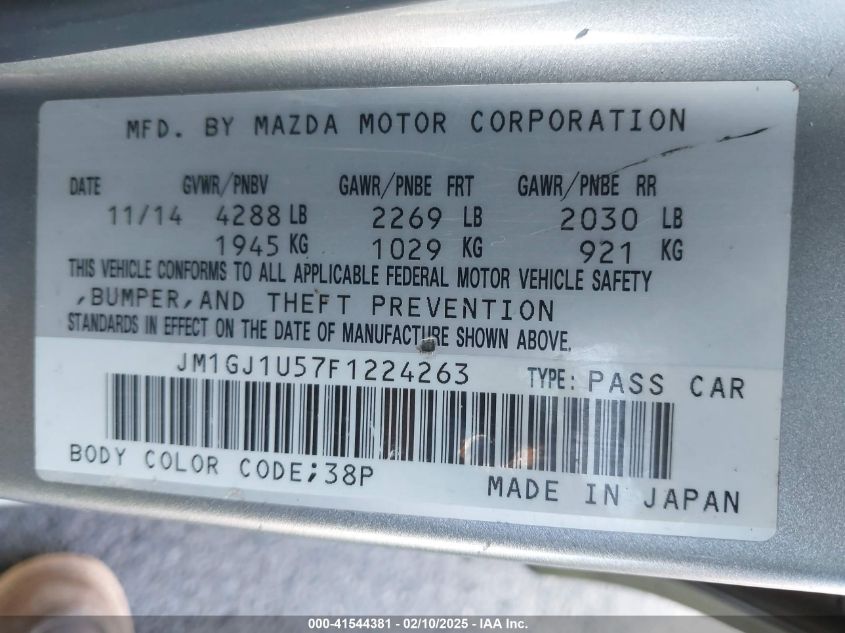 MFD. BY MAZDA MOTOR CORPORATION
DATE GVWR/PNBV GAWR/PNBE FRT GAWR/PNBE RR
11/14 4288 LB 2269 LB 2030 LB
1945 KG 1029 KG 921 KG
THIS VEHICLE CONFORMS TO ALL APPLICABLE FEDERAL MOTOR VEHICLE SAFETY
,BUMPER,AND THEFT PREVENTION
STANDARDS IN EFFECT ON THE DATE OF MANUFACTURE SHOWN ABOVE.
JM1GJ1U57F1224263 TYPE: PASS CAR
BODY COLOR CODE;38P
MADE IN JAPAN
000-41544381 - 02/10/2025 - IAA Inc.